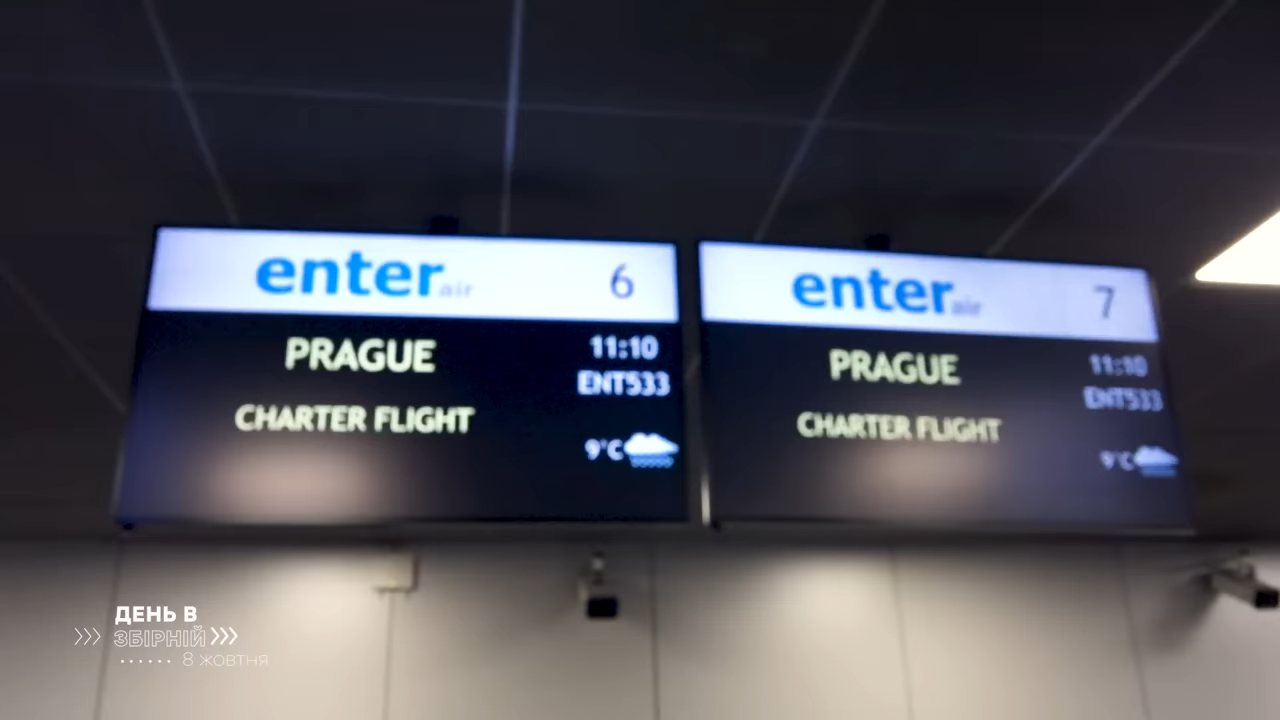 enter air 6
PRAGUE 11:10
ENT533
CHARTER FLIGHT
9°C
enter air 7
PRAGUE 11:10
ENT533
CHARTER FLIGHT
9°C
ДЕНЬ В
ЗБІРНІЙ
8 жовтня